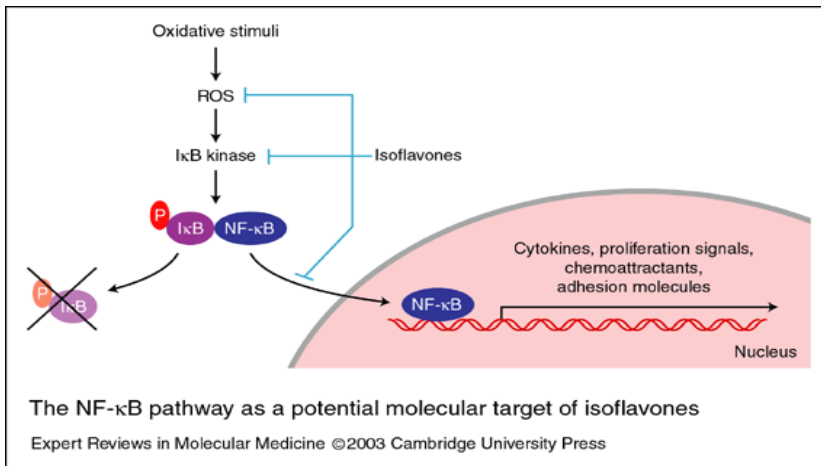 Oxidative stimuli
ROS
IκB kinase
Isoflavones
P
IκB
NF-κB
P
IκB
Cytokines, proliferation signals,
chemoattractants,
adhesion molecules
NF-κB
Nucleus
The NF-κB pathway as a potential molecular target of isoflavones
Expert Reviews in Molecular Medicine ©2003 Cambridge University Press